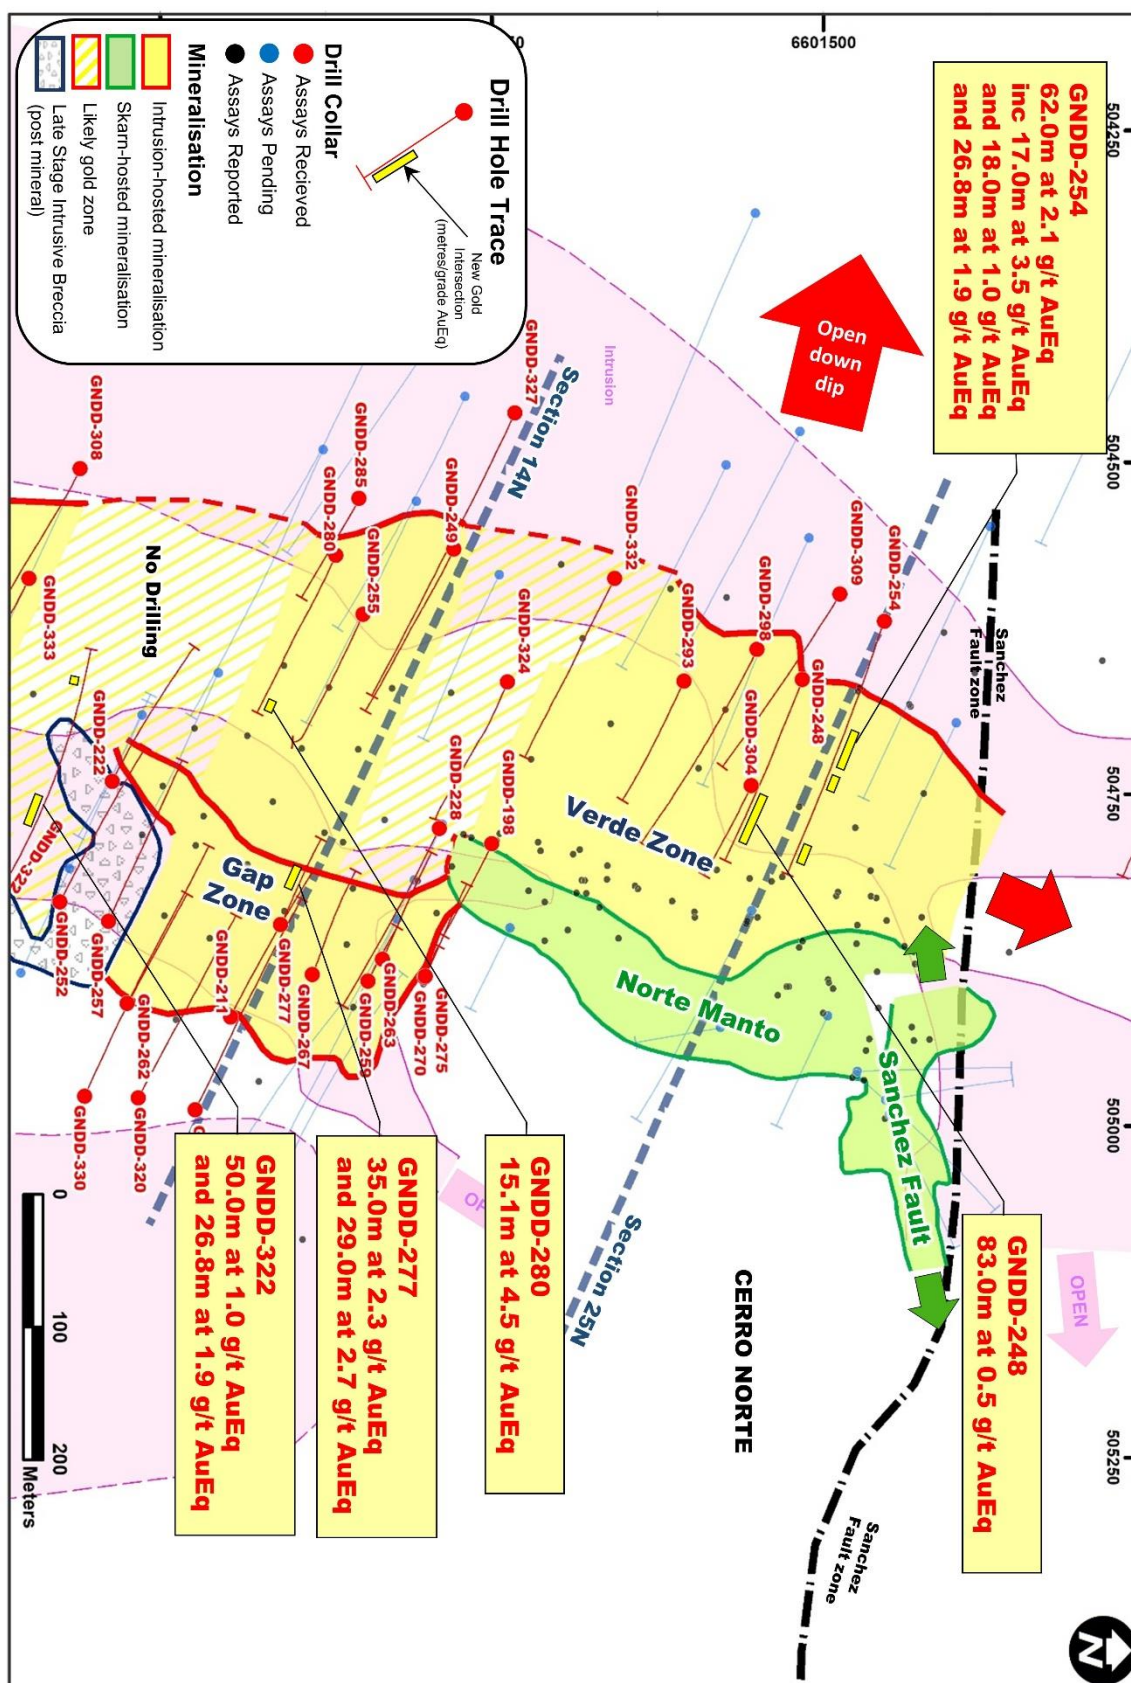 504250
504500
504750
505000
505250
6601500
GNDD-254
62.0m at 2.1 g/t AuEq
inc 17.0m at 3.5 g/t AuEq
and 18.0m at 1.0 g/t AuEq
and 26.8m at 1.9 g/t AuEq
GNDD-248
83.0m at 0.5 g/t AuEq
OPEN
Sanchez
Fault zone
Sanchez
Fault zone
Open
down
dip
Intrusion
CERRO NORTE
Sanchez Fault
Norte Manto
Verde Zone
Gap
Zone
No Drilling
Section 25N
Section 14N
GNDD-254
GNDD-309
GNDD-248
GNDD-298
GNDD-304
GNDD-293
GNDD-332
GNDD-327
GNDD-324
GNDD-198
GNDD-228
GNDD-249
GNDD-255
GNDD-285
GNDD-280
GNDD-308
GNDD-333
GNDD-222
GNDD-322
GNDD-252
GNDD-257
GNDD-262
GNDD-211
GNDD-277
GNDD-267
GNDD-259
GNDD-263
GNDD-270
GNDD-275
GNDD-320
GNDD-330
GNDD-280
15.1m at 4.5 g/t AuEq
GNDD-277
35.0m at 2.3 g/t AuEq
and 29.0m at 2.7 g/t AuEq
GNDD-322
50.0m at 1.0 g/t AuEq
and 26.8m at 1.9 g/t AuEq
Drill Hole Trace
New Gold
Intersection
(metres/grade AuEq)
Drill Collar
Assays Recieved
Assays Pending
Assays Reported
Mineralisation
Intrusion-hosted mineralisation
Skarn-hosted mineralisation
Likely gold zone
Late Stage Intrusive Breccia
(post mineral)
0
100
200
Meters
N